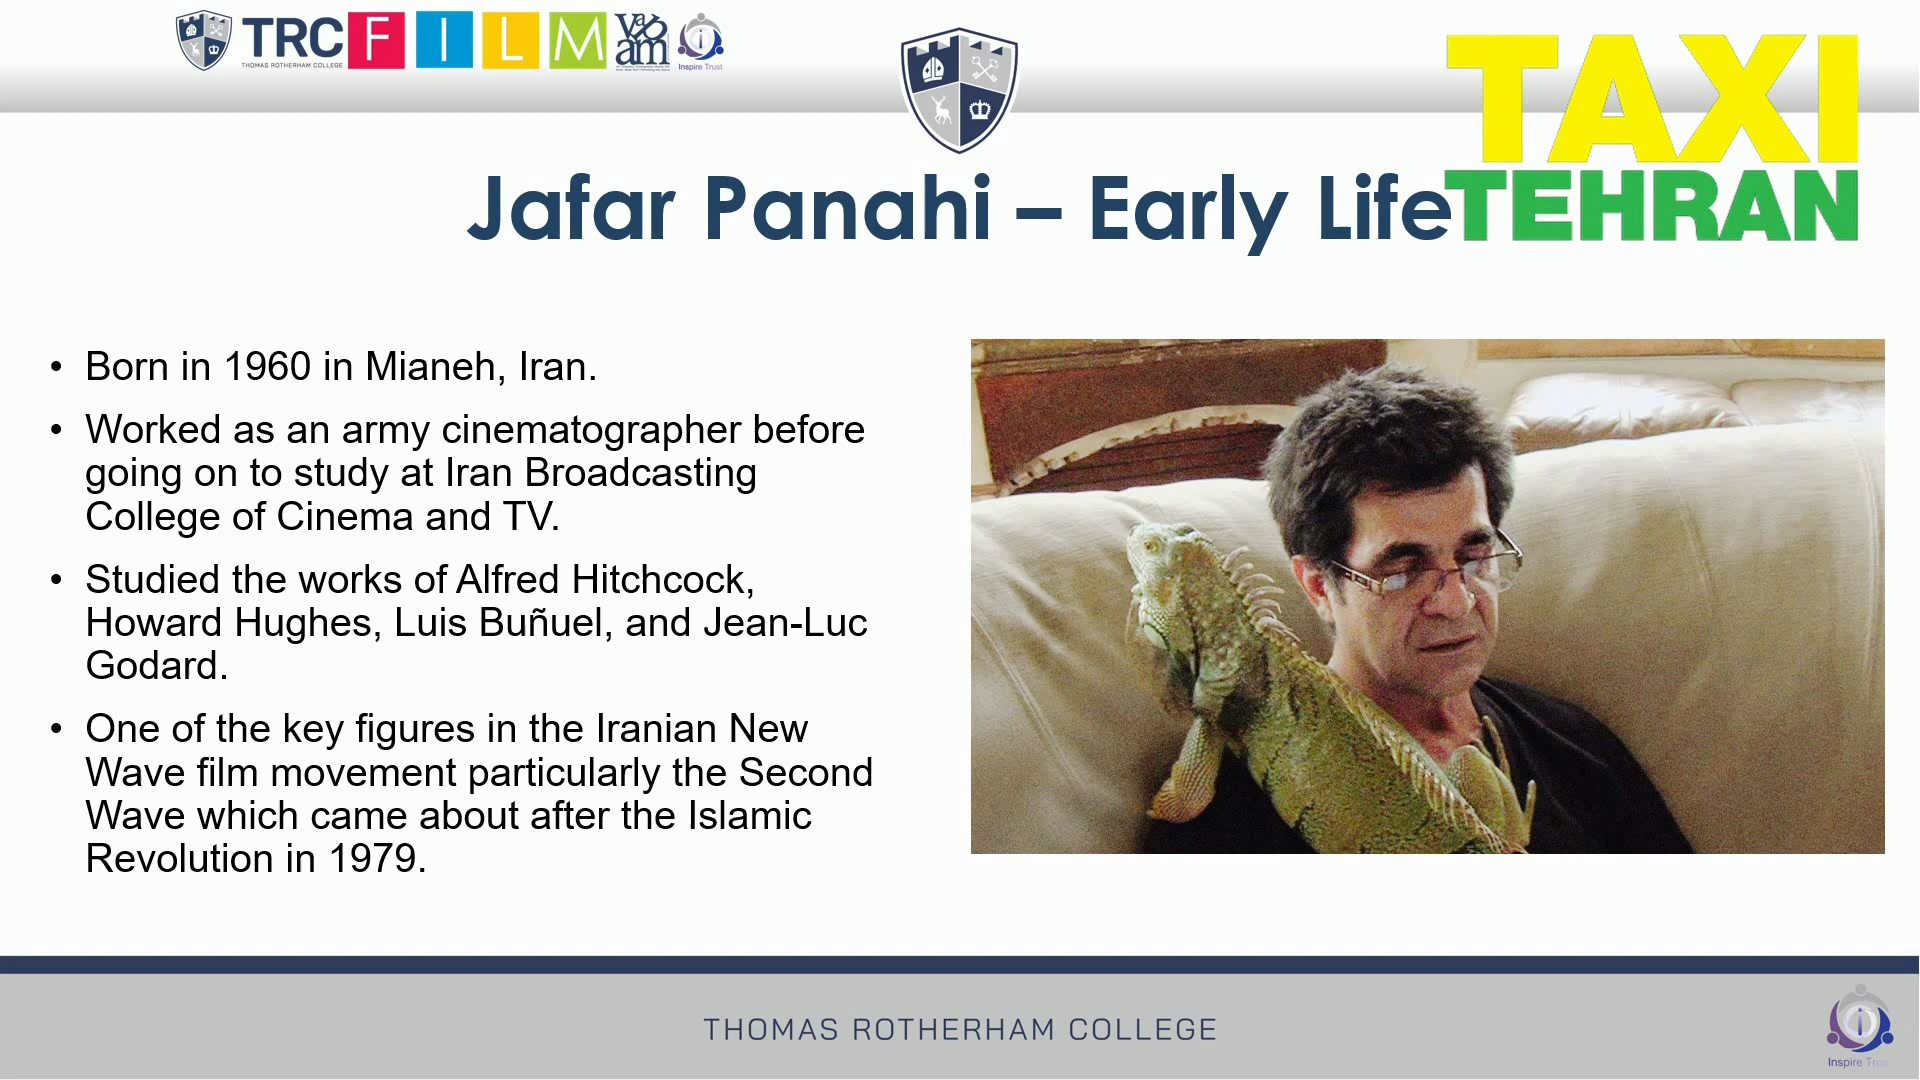 TRC FILM
THOMAS ROTHERHAM COLLEGE
Inspire Trust
TAXI
TEHRAN
Jafar Panahi – Early Life
• Born in 1960 in Mianeh, Iran.
• Worked as an army cinematographer before
going on to study at Iran Broadcasting
College of Cinema and TV.
• Studied the works of Alfred Hitchcock,
Howard Hughes, Luis Buñuel, and Jean-Luc
Godard.
• One of the key figures in the Iranian New
Wave film movement particularly the Second
Wave which came about after the Islamic
Revolution in 1979.
THOMAS ROTHERHAM COLLEGE
Inspire Trust